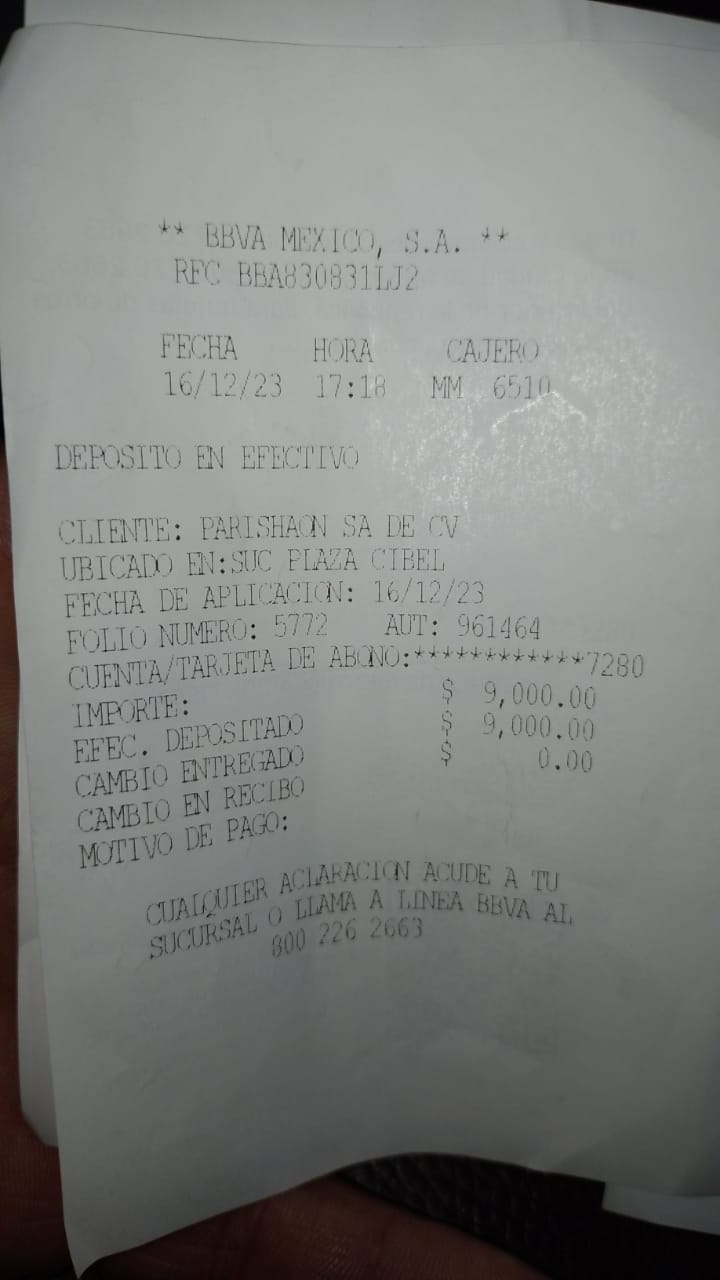 ** BBVA MEXICO, S.A. **
RFC BBA830831LJ2
FECHA HORA CAJERO
16/12/23 17:18 MM 6510
DEPOSITO EN EFECTIVO
CLIENTE: PARISHAON SA DE CV
UBICADO EN:SUC PLAZA CIBEL
FECHA DE APLICACION: 16/12/23
FOLIO NUMERO: 5772 AUT: 961464
CUENTA/TARJETA DE ABONO:************7280
IMPORTE: $ 9,000.00
EFEC. DEPOSITADO $ 9,000.00
CAMBIO ENTREGADO $ 0.00
CAMBIO EN RECIBO
MOTIVO DE PAGO:
CUALQUIER ACLARACION ACUDE A TU
SUCURSAL O LLAMA A LINEA BBVA AL
800 226 2663